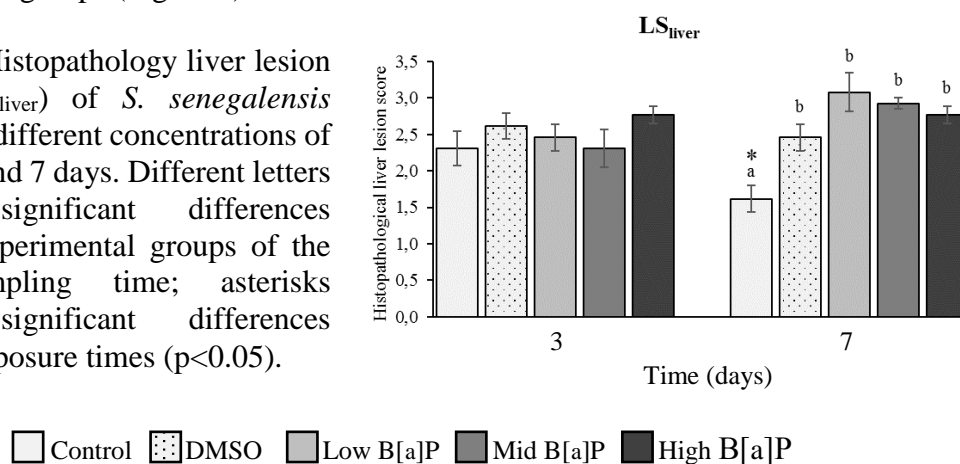 Histopathology liver lesion
liver) of S. senegalensis
different concentrations of
nd 7 days. Different letters
significant differences
perimental groups of the
mpling time; asterisks
significant differences
posure times (p<0.05).
LSliver
Histopathological liver lesion score
3,5
3,0
2,5
2,0
1,5
1,0
0,5
0,0
*
a
b
b
b
b
3 7
Time (days)
Control DMSO Low B[a]P Mid B[a]P High B[a]P